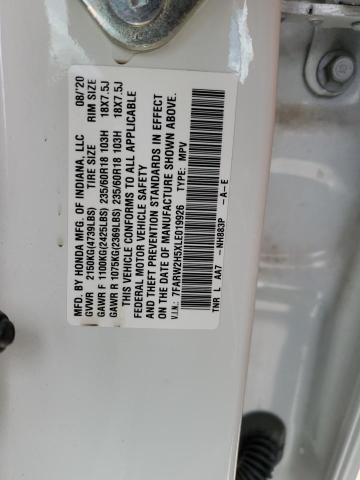 MFD. BY HONDA MFG. OF INDIANA, LLC 08/'20
GVWR 2150KG(4739LBS) TIRE SIZE RIM SIZE
GAWR F 1100KG(2425LBS) 235/60R18 103H 18X7.5J
GAWR R 1075KG(2369LBS) 235/60R18 103H 18X7.5J
THIS VEHICLE CONFORMS TO ALL APPLICABLE
FEDERAL MOTOR VEHICLE SAFETY
AND THEFT PREVENTION STANDARDS IN EFFECT
ON THE DATE OF MANUFACTURE SHOWN ABOVE.
V.I.N.: 7FARW2H5XLE019926 TYPE: MPV
TNR L AA7 -NH883P -A-E